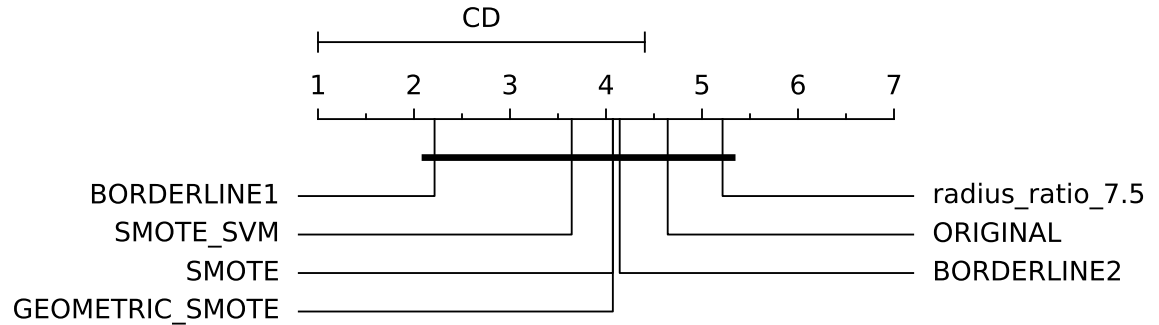 CD
1 2 3 4 5 6 7
BORDERLINE1
SMOTE_SVM
SMOTE
GEOMETRIC_SMOTE
radius_ratio_7.5
ORIGINAL
BORDERLINE2